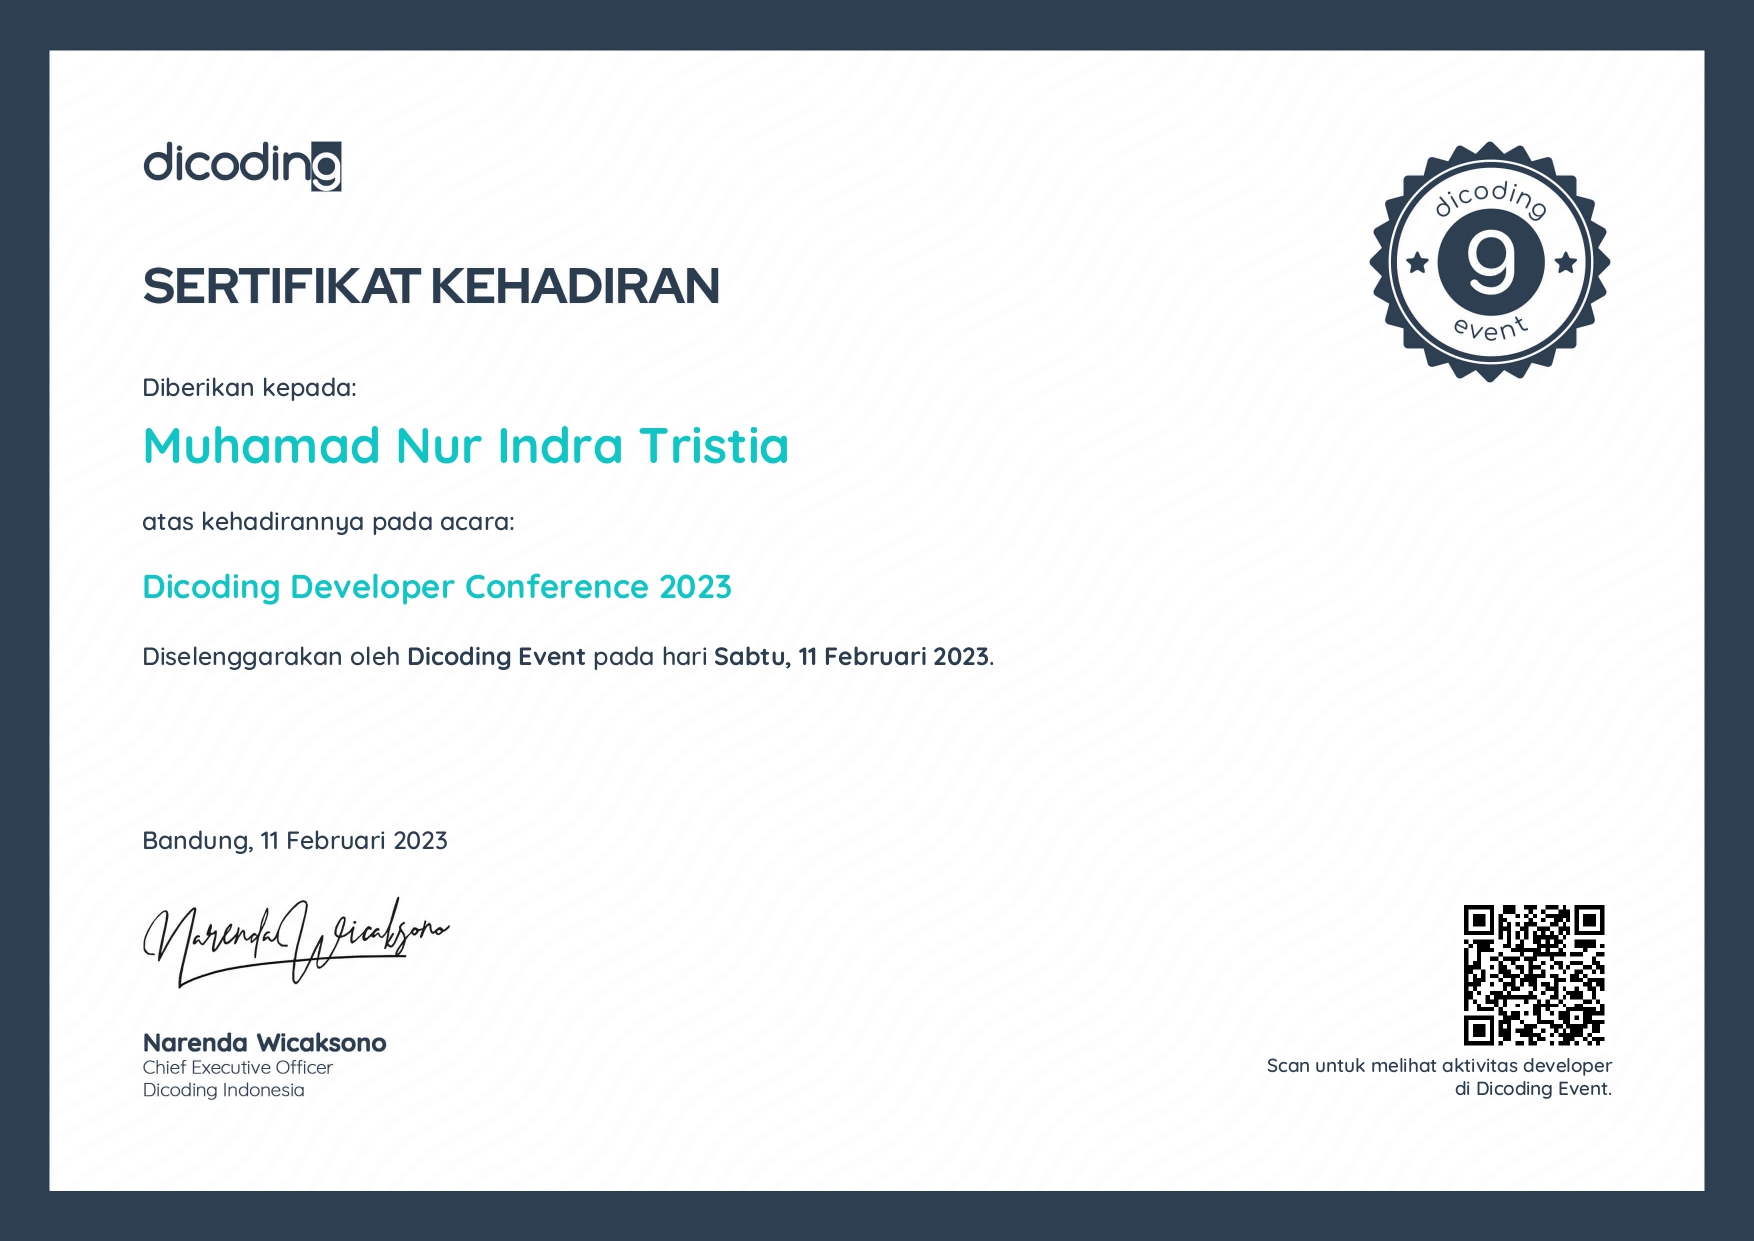 dicoding
SERTIFIKAT KEHADIRAN
dicoding
g
event
Diberikan kepada:
Muhamad Nur Indra Tristia
atas kehadirannya pada acara:
Dicoding Developer Conference 2023
Diselenggarakan oleh Dicoding Event pada hari Sabtu, 11 Februari 2023.
Bandung, 11 Februari 2023
Narenda Wicaksono
Narenda Wicaksono
Chief Executive Officer
Dicoding Indonesia
Scan untuk melihat aktivitas developer
di Dicoding Event.